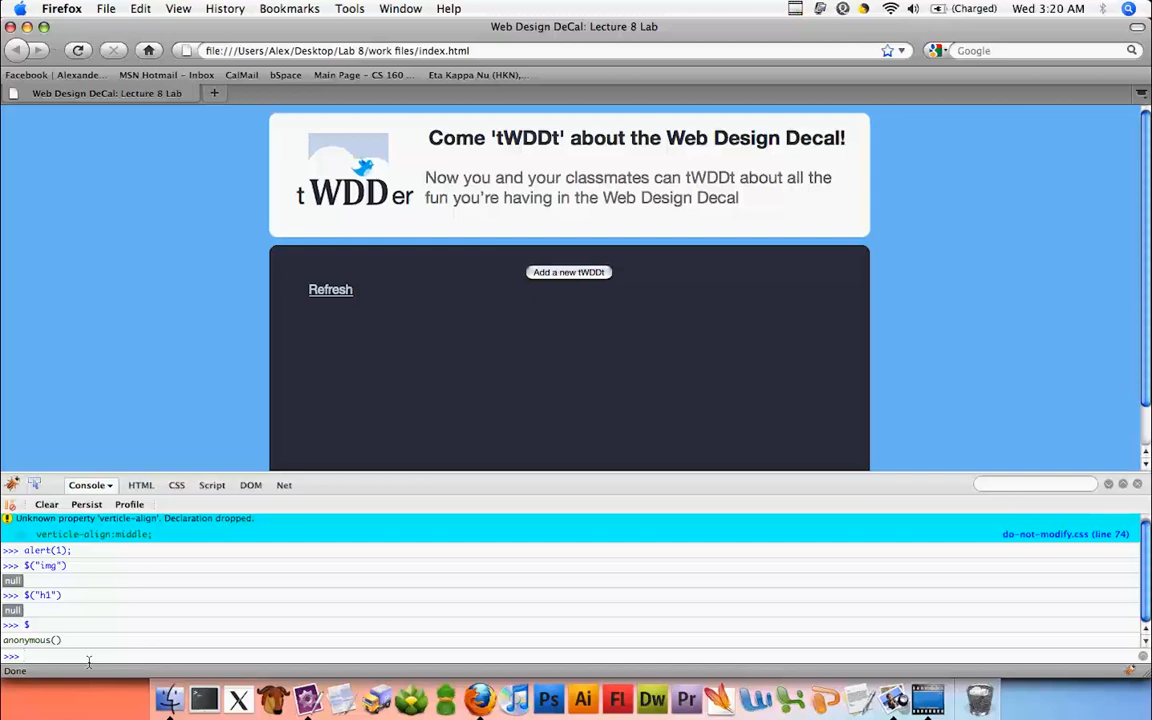 Firefox File Edit View History Bookmarks Tools Window Help (Charged) Wed 3:20 AM
Web Design DeCal: Lecture 8 Lab
file:///Users/Alex/Desktop/Lab 8/work files/index.html Google
Facebook | Alexande... MSN Hotmail - Inbox CalMail bSpace Main Page - CS 160 ... Eta Kappa Nu (HKN),...
Web Design DeCal: Lecture 8 Lab
Come 'tWDDt' about the Web Design Decal!
Now you and your classmates can tWDDt about all the
fun you're having in the Web Design Decal
t WDD er
Add a new tWDDt
Refresh
Console HTML CSS Script DOM Net
Clear Persist Profile
Unknown property 'verticle-align'. Declaration dropped.
verticle-align:middle; do-not-modify.css (line 74)
>>> alert(1);
>>> $("img")
null
>>> $("h1")
null
>>> $
anonymous()
>>>
Done
Ps Ai Fl Dw Pr